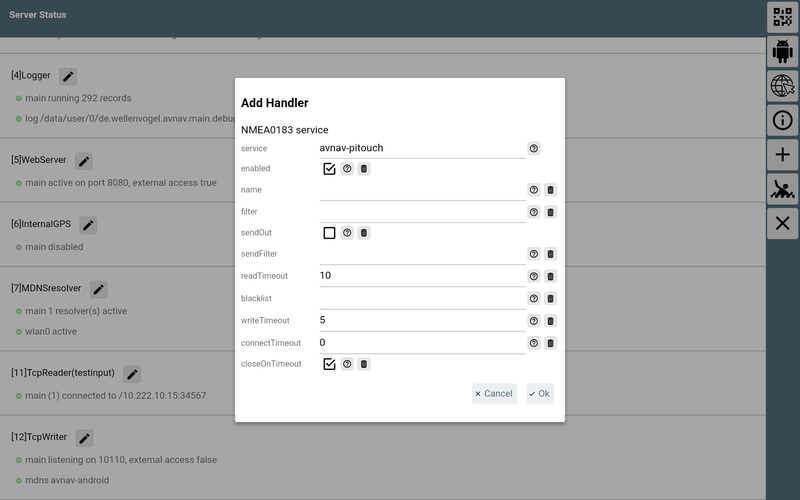 Server Status
[4]Logger
main running 292 records
log /data/user/0/de.wellenvogel.avnav.main.debu
[5]WebServer
main active on port 8080, external access true
[6]InternalGPS
main disabled
[7]MDNSresolver
main 1 resolver(s) active
wlan0 active
[11]TcpReader(testinput)
main (1) connected to /10.222.10.15:34567
[12]TcpWriter
main listening on 10110, external access false
mdns avnav-android
Add Handler
NMEA0183 service
service avnav-pitouch
enabled
name
filter
sendOut
sendFilter
readTimeout 10
blacklist
writeTimeout 5
connectTimeout 0
closeOnTimeout
Cancel Ok